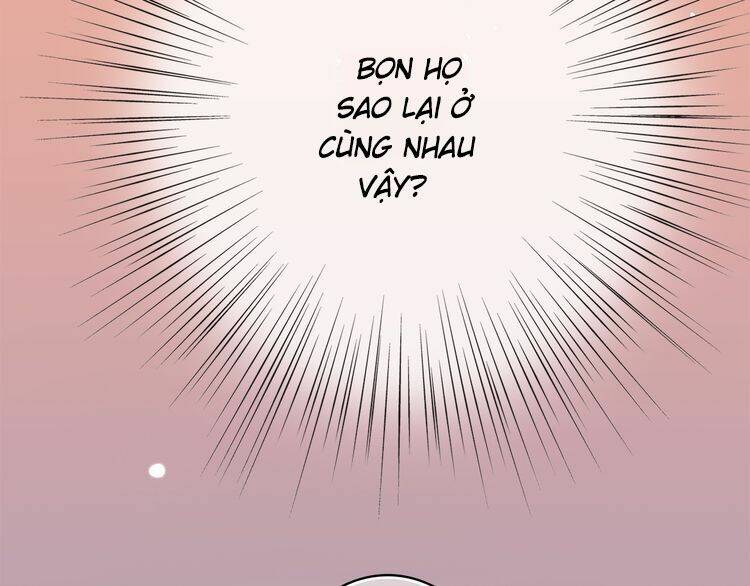 BỌN HỌ
SAO LẠI Ở
CÙNG NHAU
VẬY?